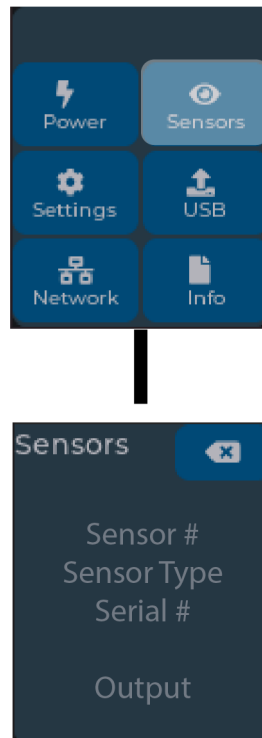 Power Sensors
Settings USB
Network Info
Sensors
Sensor #
Sensor Type
Serial #
Output